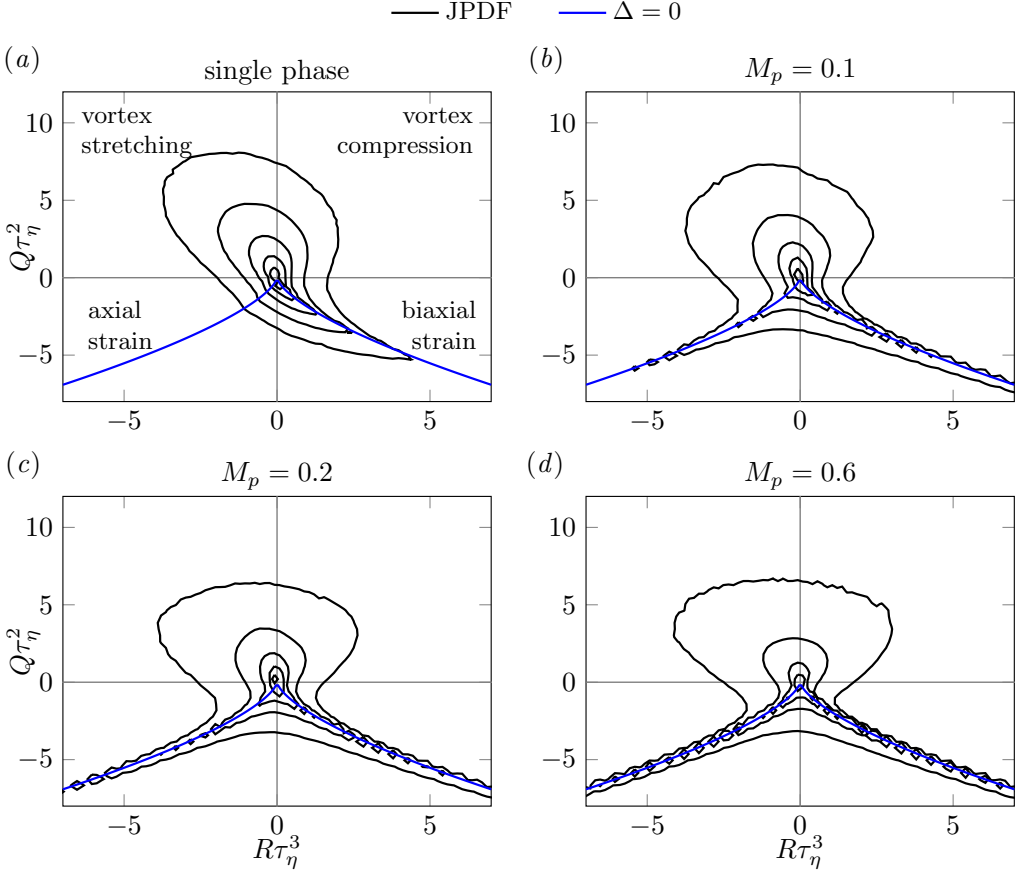 JPDF Δ = 0
(a) (b)
single phase M_p = 0.1
vortex stretching vortex compression
axial strain biaxial strain
10
5
0
−5
Qτ_η^2
−5 0 5
10
5
0
−5
−5 0 5
(c) (d)
M_p = 0.2 M_p = 0.6
10
5
0
−5
Qτ_η^2
−5 0 5
Rτ_η^3
10
5
0
−5
−5 0 5
Rτ_η^3